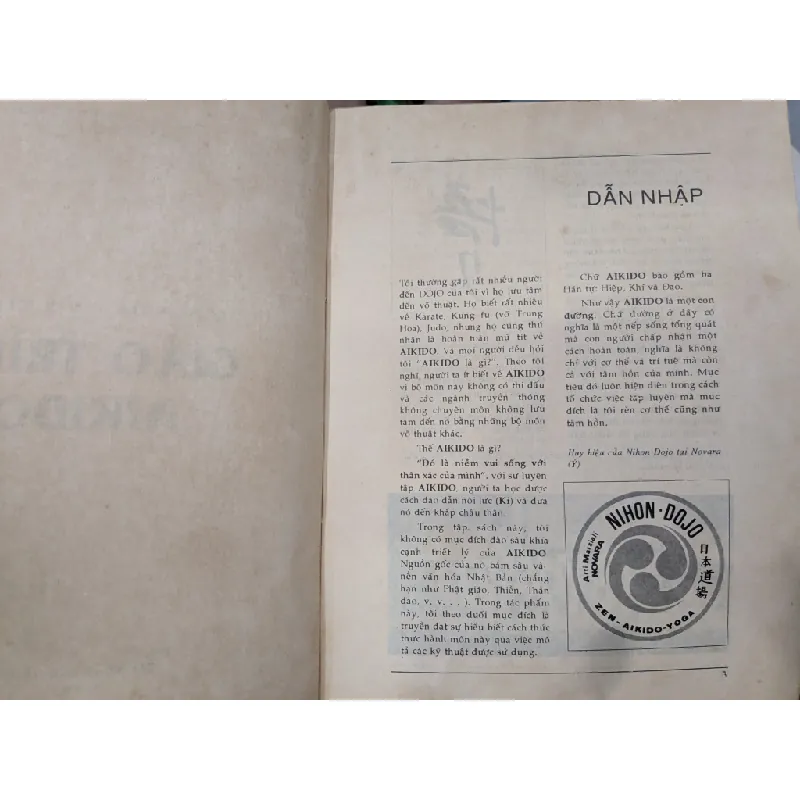 DẪN NHẬP
Tôi thường gặp rất nhiều người
đến DOJO của tôi vì họ lưu tâm
đến võ thuật. Họ biết rất nhiều
về Karate, Kung fu (võ Trung
Hoa), Judo, nhưng họ cũng thú
nhận là hoàn toàn mù tịt về
AIKIDO, và mọi người đều hỏi
tôi "AIKIDO là gì?". Theo tôi
nghĩ, người ta ít biết về AIKIDO
vì bộ môn này không có thi đấu
và các ngành truyền thông
không chuyên môn không lưu
tâm đến nó bằng những bộ môn
võ thuật khác.
Thế AIKIDO là gì?
"Đó là niềm vui sống với
thân xác của mình", với sự luyện
tập AIKIDO, người ta học được
cách dẫn nội lực (Ki) và đưa
nó đến khắp châu thân.
Trong tập sách này, tôi
không có mục đích đào sâu khía
cạnh triết lý của AIKIDO
Nguồn gốc của nó bám sâu và
nền văn hóa Nhật Bản (chẳng
hạn như Phật giáo, Thiền, Thần
đạo, v. v. . . ). Trong tác phẩm
này, tôi theo đuổi mục đích là
truyền đạt sự hiểu biết cách thức
thực hành môn này qua việc mô
tả các kỹ thuật được sử dụng.
Chữ AIKIDO bao gồm ba
Hán tự: Hiệp, Khí và Đạo.
Như vậy AIKIDO là một con
đường. Chữ đường ở đây có
nghĩa là một nếp sống tổng quát
mà con người chấp nhận một
cách hoàn toàn, nghĩa là không
chỉ với cơ thể và trí tuệ mà còn
cả với tâm hồn của mình. Mục
tiêu đó luôn hiện diện trong cách
tổ chức việc tập luyện mà mục
đích là tôi rèn cơ thể cũng như
tâm hồn.
Huy hiệu của Nihon Dojo tại Novara
(Ý)
NIHON-DOJO
Arti Marziali
NOVARA
日本道場
ZEN-AIKIDO-YOGA